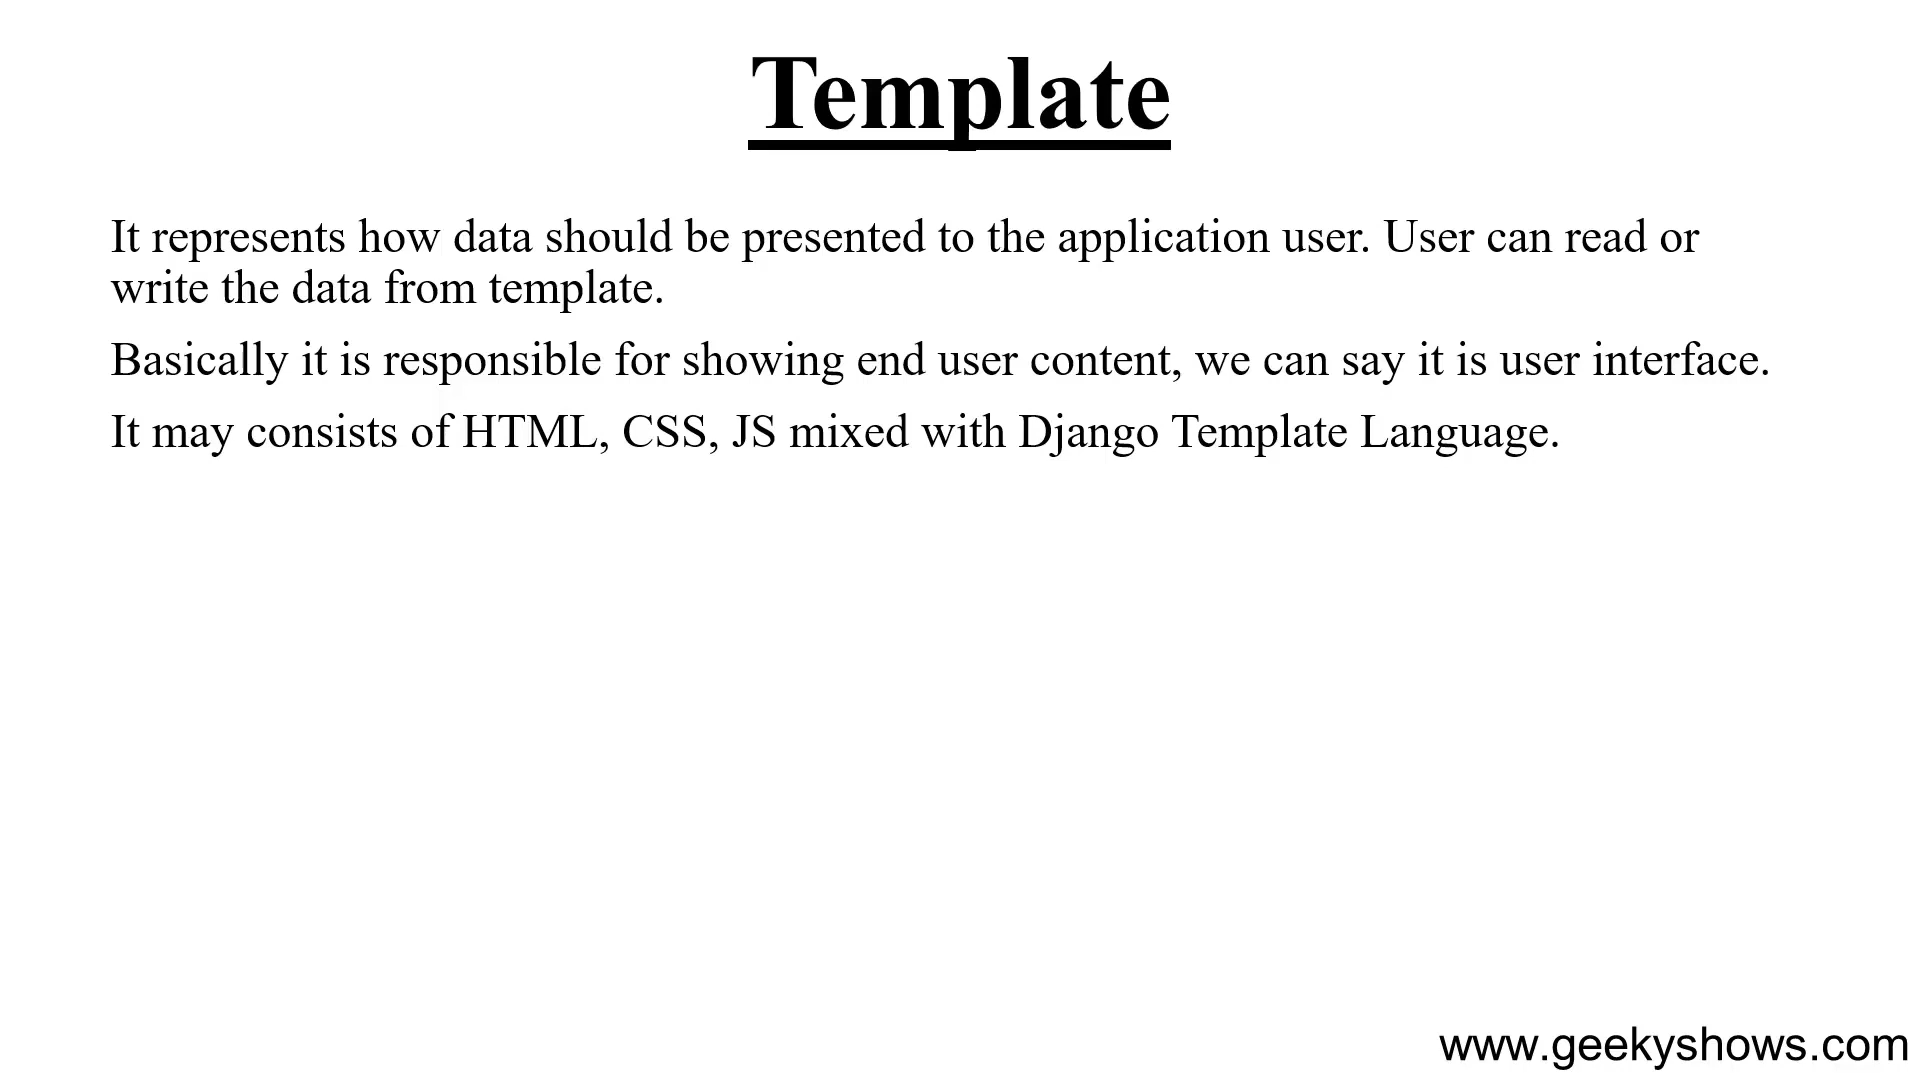 Template
It represents how data should be presented to the application user. User can read or
write the data from template.
Basically it is responsible for showing end user content, we can say it is user interface.
It may consists of HTML, CSS, JS mixed with Django Template Language.
www.geekyshows.com